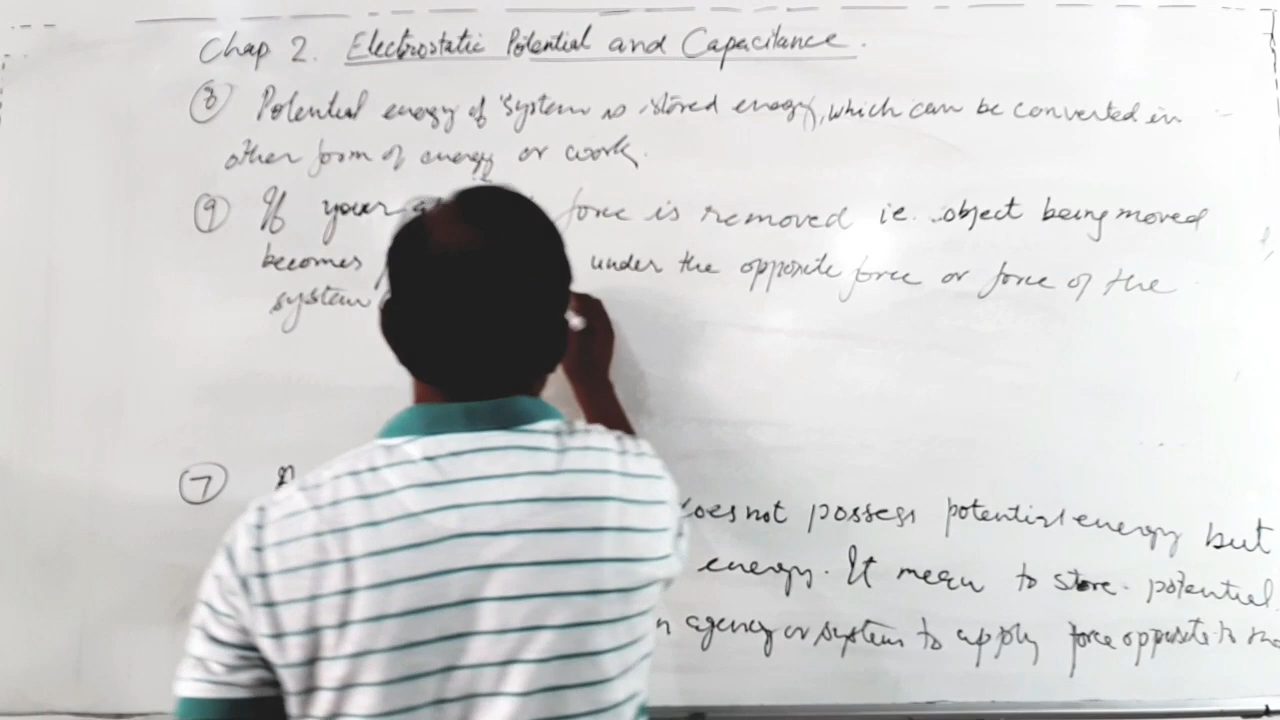 Chap 2. Electrostatic Potential and Capacitance.
⑧ Potential energy of system is stored energy, which can be converted in
other form of energy or work.
⑨ If your force is removed ie. object being moved
becomes under the opposite force or force of the
system
⑦
does not possess potential energy but
energy. It mean to store potential
agency or system to apply force opposite to the